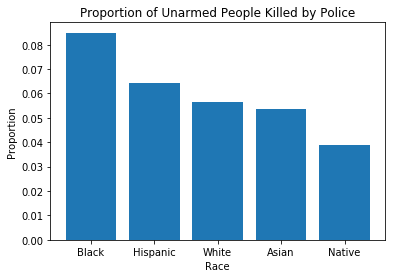 Proportion of Unarmed People Killed by Police
0.08
0.07
0.06
0.05
0.04
0.03
0.02
0.01
0.00
Proportion
Black Hispanic White Asian Native
Race